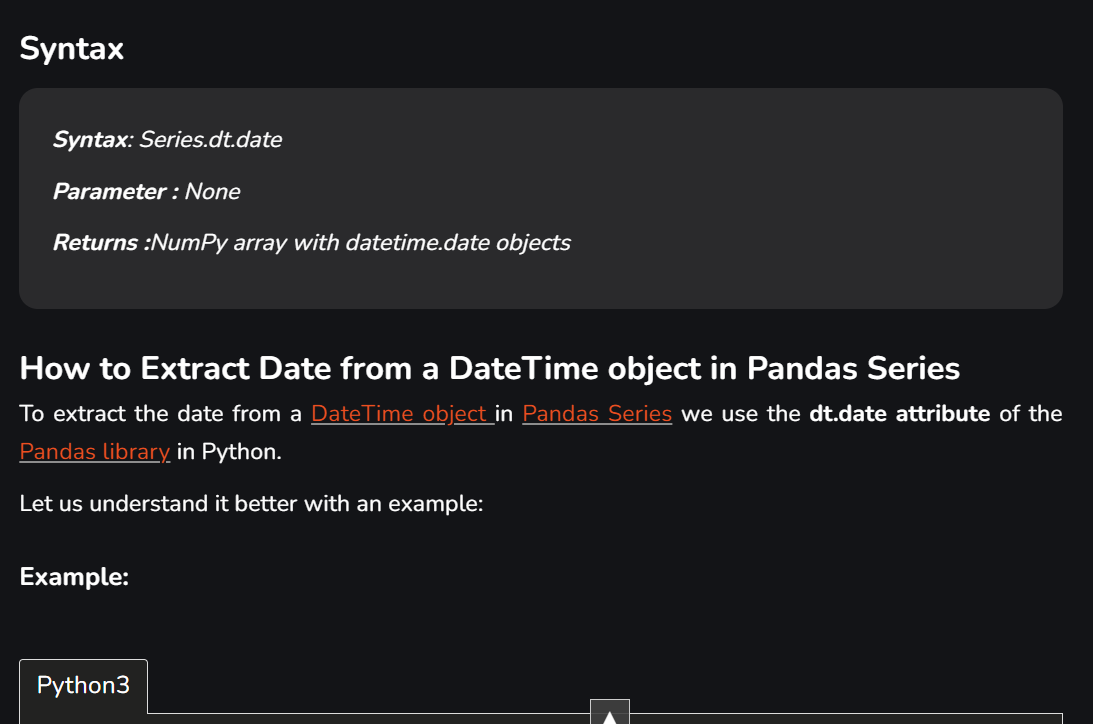 Syntax
Syntax: Series.dt.date
Parameter : None
Returns :NumPy array with datetime.date objects
How to Extract Date from a DateTime object in Pandas Series
To extract the date from a DateTime object in Pandas Series we use the dt.date attribute of the
Pandas library in Python.
Let us understand it better with an example:
Example:
Python3